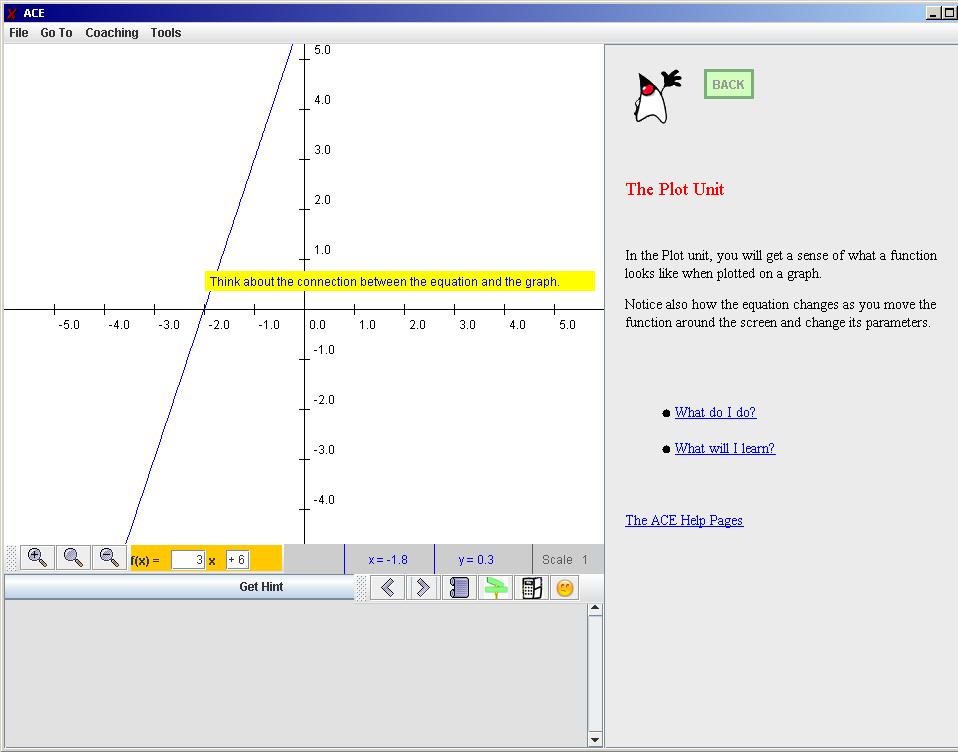 ACE
File Go To Coaching Tools
5.0
4.0
3.0
2.0
1.0
Think about the connection between the equation and the graph.
-5.0 -4.0 -3.0 -2.0 -1.0 0.0 1.0 2.0 3.0 4.0 5.0
-1.0
-2.0
-3.0
-4.0
f(x) = 3 x + 6
x = -1.8 y = 0.3 Scale 1
Get Hint
BACK
The Plot Unit
In the Plot unit, you will get a sense of what a function
looks like when plotted on a graph.
Notice also how the equation changes as you move the
function around the screen and change its parameters.
What do I do?
What will I learn?
The ACE Help Pages